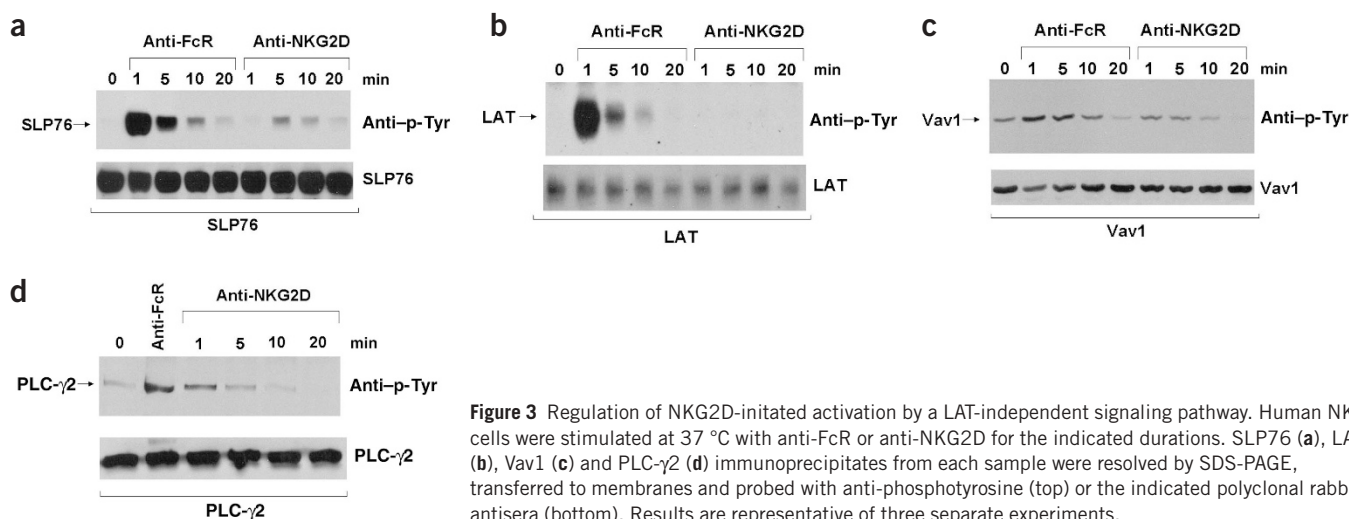 a
Anti-FcR Anti-NKG2D
0 1 5 10 20 1 5 10 20 min
SLP76 Anti–p-Tyr
SLP76
SLP76
b
Anti-FcR Anti-NKG2D
0 1 5 10 20 1 5 10 20 min
LAT Anti–p-Tyr
LAT
LAT
c
Anti-FcR Anti-NKG2D
0 1 5 10 20 1 5 10 20 min
Vav1 Anti–p-Tyr
Vav1
Vav1
d
Anti-FcR
Anti-NKG2D
0 1 5 10 20 min
PLC-γ2 Anti–p-Tyr
PLC-γ2
PLC-γ2
Figure 3 Regulation of NKG2D-initated activation by a LAT-independent signaling pathway. Human NK
cells were stimulated at 37 °C with anti-FcR or anti-NKG2D for the indicated durations. SLP76 (a),
(b), Vav1 (c) and PLC-γ2 (d) immunoprecipitates from each sample were resolved by SDS-PAGE,
transferred to membranes and probed with anti-phosphotyrosine (top) or the indicated polyclonal
antisera (bottom). Results are representative of three separate experiments.